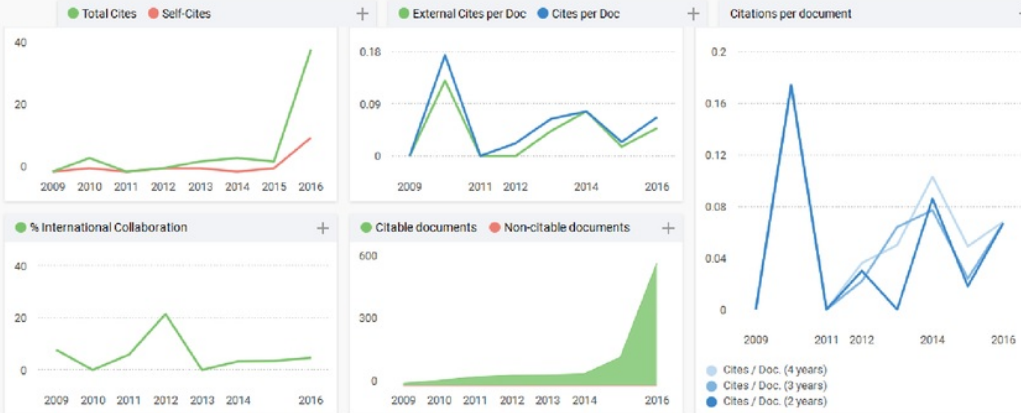 Total Cites Self-Cites +
40
20
0
2009 2010 2011 2012 2013 2014 2015 2016
External Cites per Doc Cites per Doc +
0.18
0.09
0
2009 2011 2012 2014 2016
Citations per document
0.2
0.16
0.12
0.08
0.04
0
2009 2011 2012 2014 2016
Cites / Doc. (4 years)
Cites / Doc. (3 years)
Cites / Doc. (2 years)
% International Collaboration +
40
20
0
2009 2010 2011 2012 2013 2014 2016
Citable documents Non-citable documents +
600
300
0
2009 2010 2011 2012 2013 2014 2016